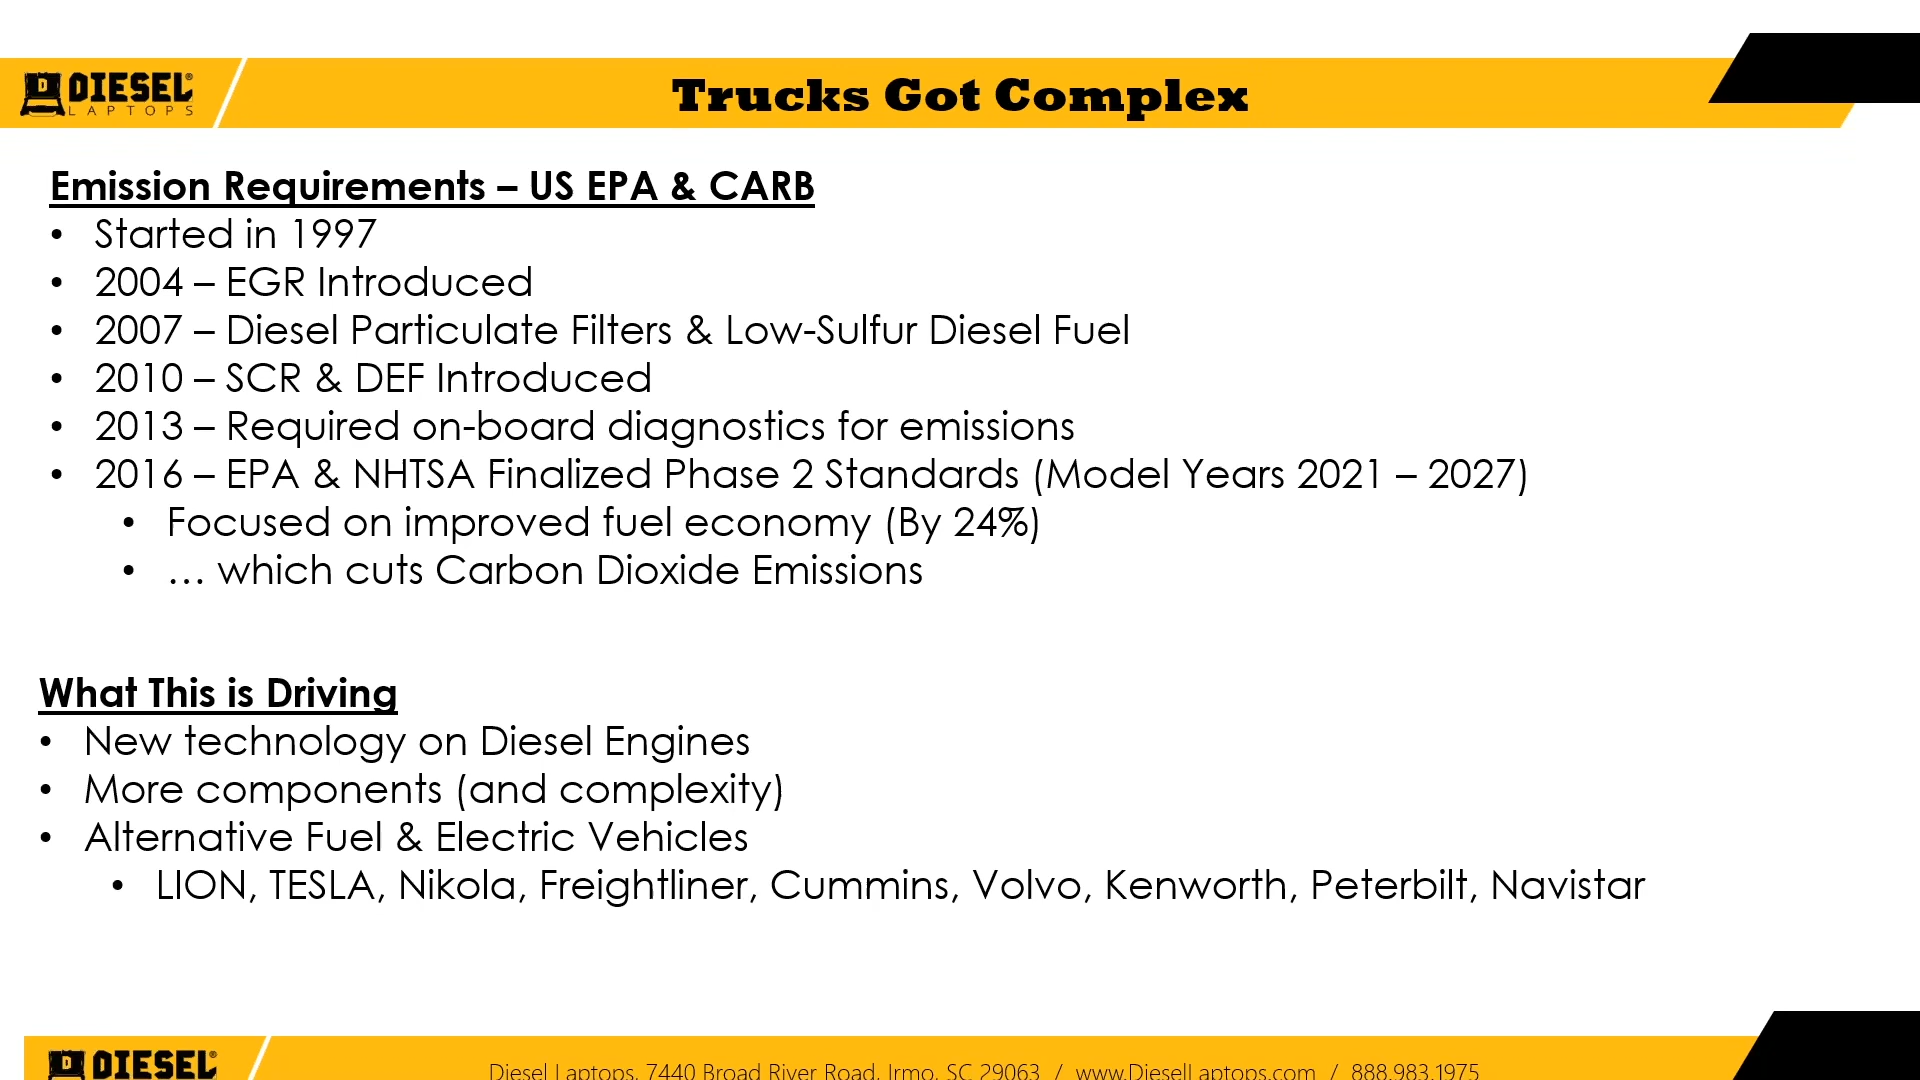 DIESEL®
LAPTOPS
Trucks Got Complex
Emission Requirements – US EPA & CARB
• Started in 1997
• 2004 – EGR Introduced
• 2007 – Diesel Particulate Filters & Low-Sulfur Diesel Fuel
• 2010 – SCR & DEF Introduced
• 2013 – Required on-board diagnostics for emissions
• 2016 – EPA & NHTSA Finalized Phase 2 Standards (Model Years 2021 – 2027)
• Focused on improved fuel economy (By 24%)
• … which cuts Carbon Dioxide Emissions
What This is Driving
• New technology on Diesel Engines
• More components (and complexity)
• Alternative Fuel & Electric Vehicles
• LION, TESLA, Nikola, Freightliner, Cummins, Volvo, Kenworth, Peterbilt, Navistar
DIESEL®
Diesel Laptops, 7440 Broad River Road, Irmo, SC 29063 / www.DieselLaptops.com / 888.983.1975